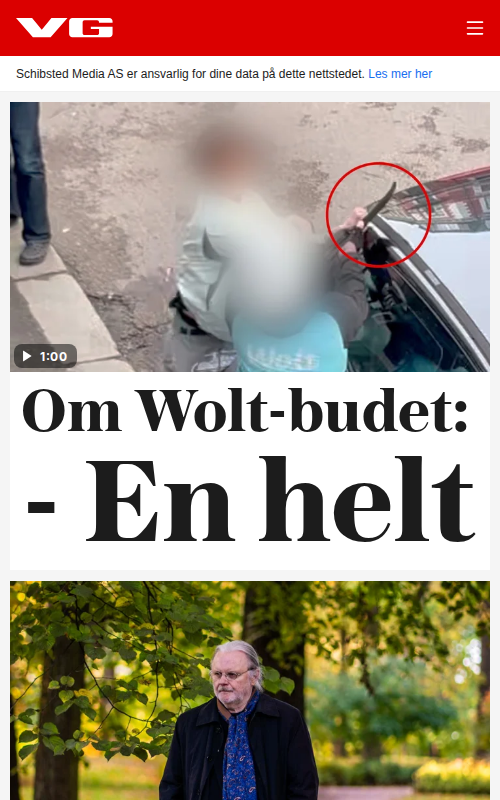 VG
Schibsted Media AS er ansvarlig for dine data på dette nettstedet. Les mer her
1:00
Om Wolt-budet:
- En helt